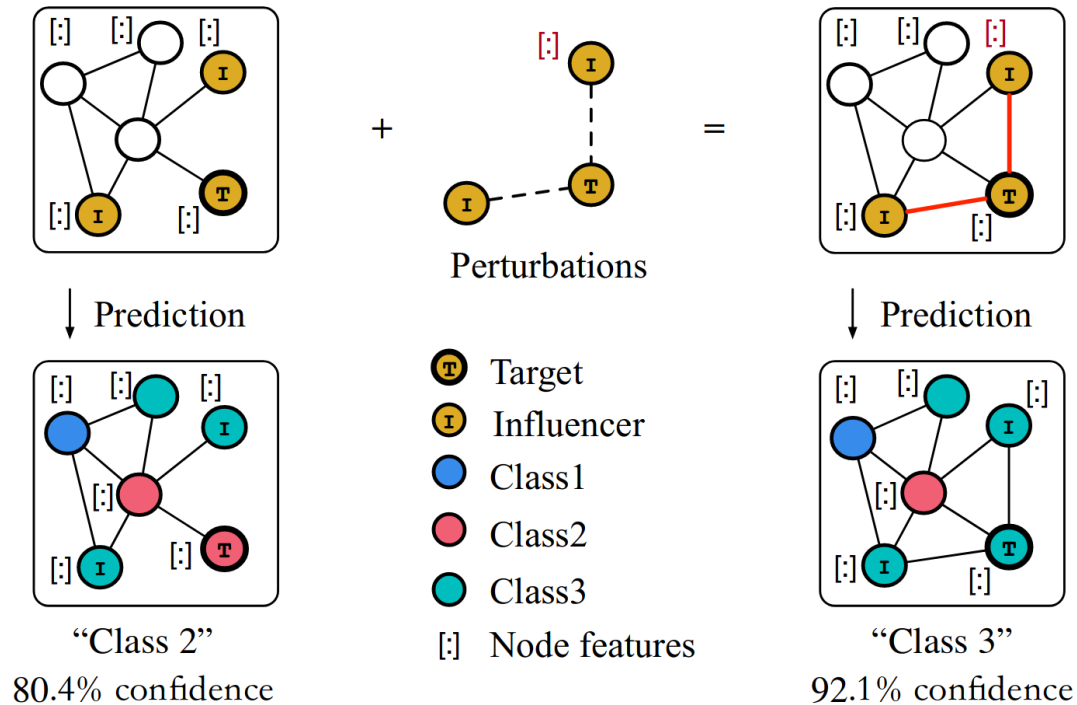 [:] [:] [:]
I
I
T
[:] [:]
+
[:]
I
I
T
Perturbations
=
[:] [:] [:]
I
I
T
[:] [:]
Prediction
Prediction
[:] [:] [:]
I
[:]
[:] T
[:] I
"Class 2"
80.4% confidence
T Target
I Influencer
Class1
Class2
Class3
[:] Node features
[:] [:] [:]
I
[:]
T
[:] I [:]
"Class 3"
92.1% confidence